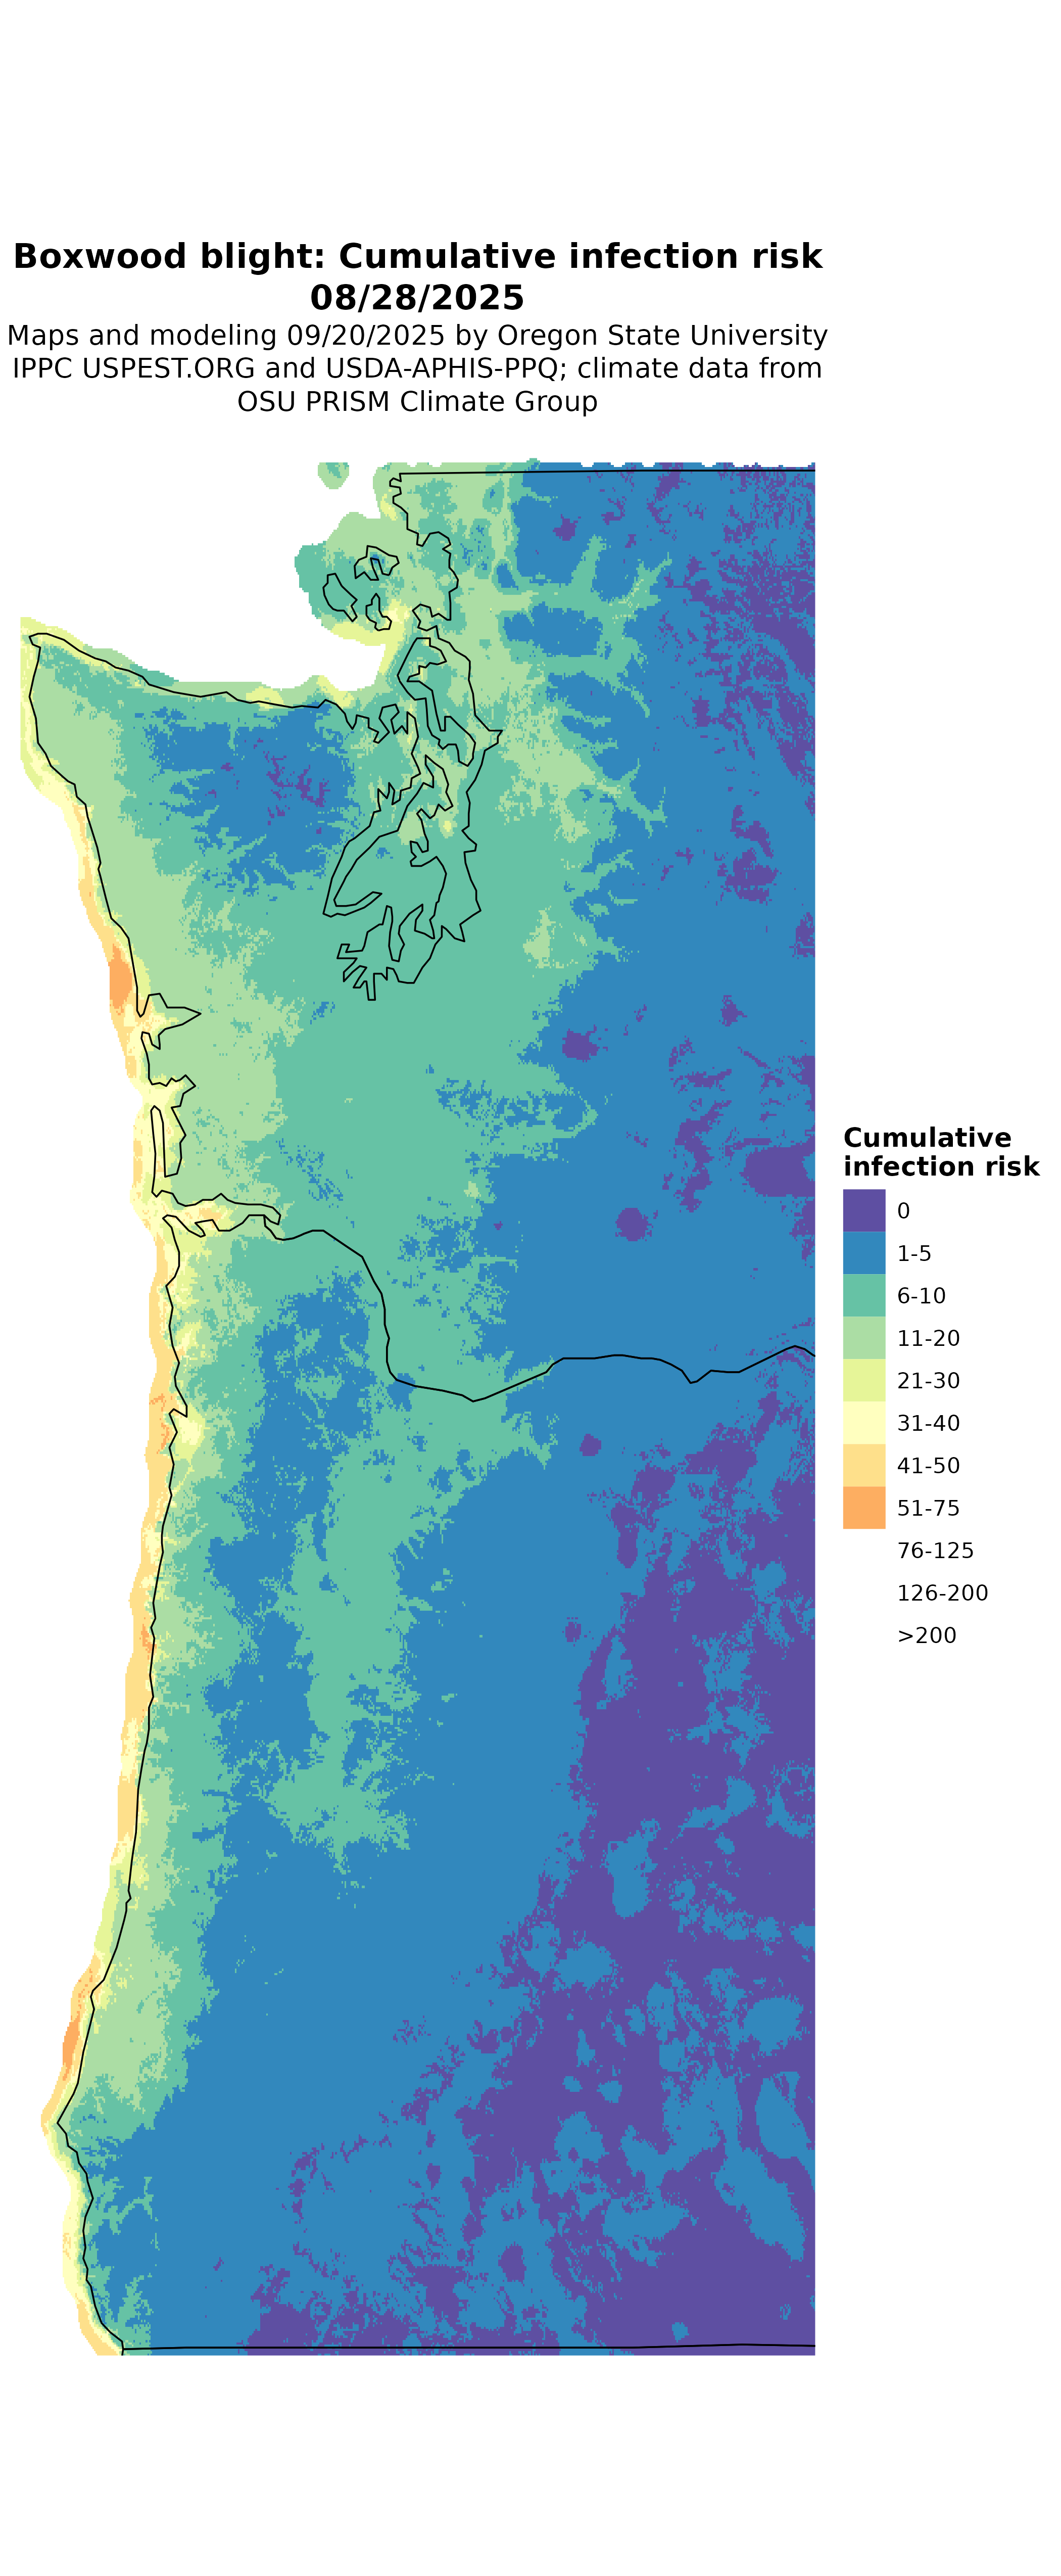 Boxwood blight: Cumulative infection risk
08/28/2025
Maps and modeling 09/20/2025 by Oregon State University
IPPC USPEST.ORG and USDA-APHIS-PPQ; climate data from
OSU PRISM Climate Group
Cumulative
infection risk
0
1-5
6-10
11-20
21-30
31-40
41-50
51-75
76-125
126-200
>200